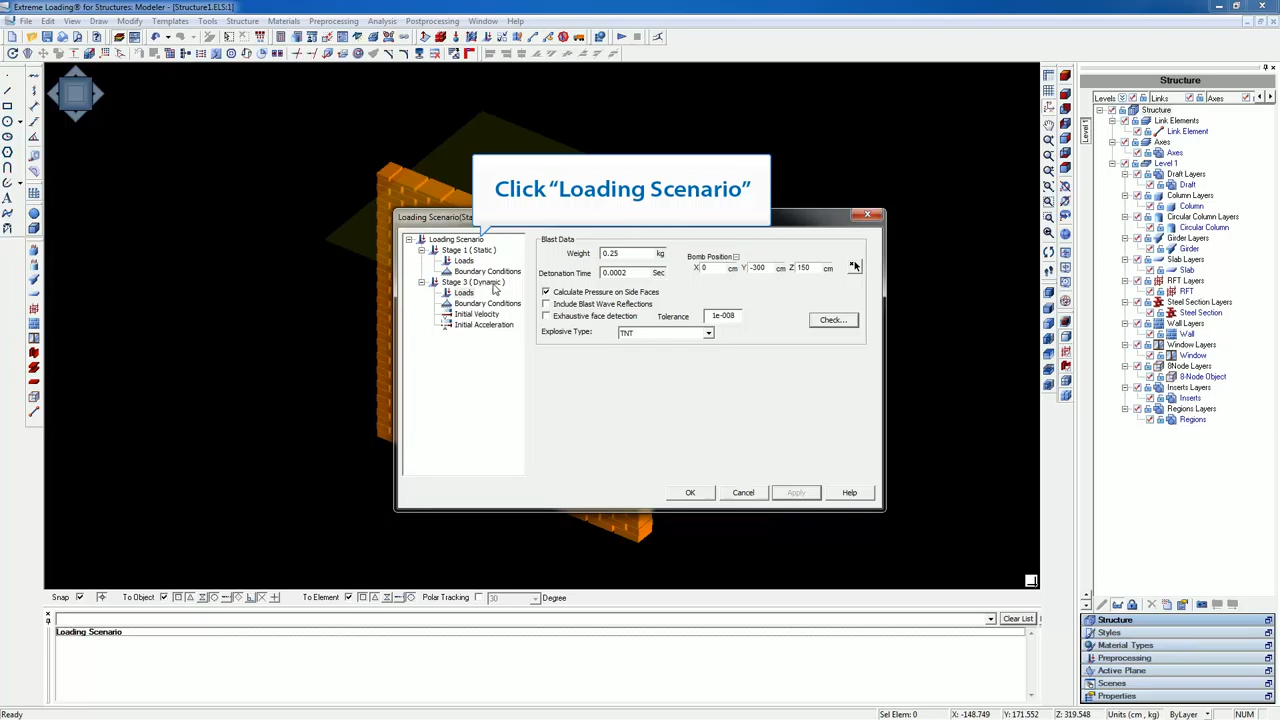 Extreme Loading® for Structures: Modeler - [Structure1.ELS:1]
File Edit View Draw Modify Templates Tools Structure Materials Preprocessing Analysis Postprocessing Window Help
Structure
Levels Links Axes
Level 1
Structure
Link Elements
Link Element
Axes
Axes
Level 1
Draft Layers
Draft
Column Layers
Column
Circular Column Layers
Circular Column
Girder Layers
Girder
Slab Layers
Slab
RFT Layers
RFT
Steel Section Layers
Steel Section
Wall Layers
Wall
Window Layers
Window
8Node Layers
8-Node Object
Inserts Layers
Inserts
Regions Layers
Regions
Click “Loading Scenario”
Loading Scenario(Sta
Loading Scenario
Stage 1 ( Static )
Loads
Boundary Conditions
Stage 3 ( Dynamic )
Loads
Boundary Conditions
Initial Velocity
Initial Acceleration
Blast Data
Weight 0.25 kg
Bomb Position
X 0 cm Y -300 cm Z 150 cm
Detonation Time 0.0002 Sec
Calculate Pressure on Side Faces
Include Blast Wave Reflections
Exhaustive face detection Tolerance 1e-008
Check...
Explosive Type: TNT
OK Cancel Apply Help
Snap To Object To Element Polar Tracking 30 Degree
Clear List
Loading Scenario
Structure
Styles
Material Types
Preprocessing
Active Plane
Scenes
Properties
Ready Sel Elem: 0 X: -148.749 Y: 171.552 Z: 319.548 Units (cm , kg) ByLayer NUM